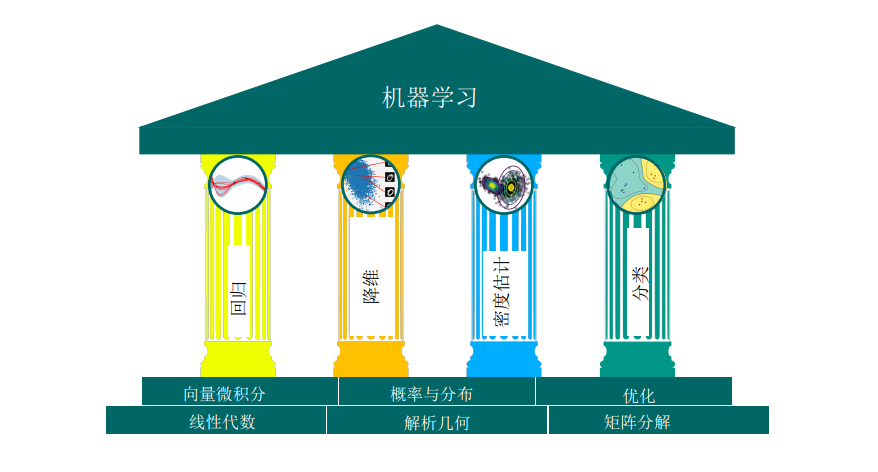 机器学习
回归
降维
密度估计
分类
向量微积分
概率与分布
优化
线性代数
解析几何
矩阵分解